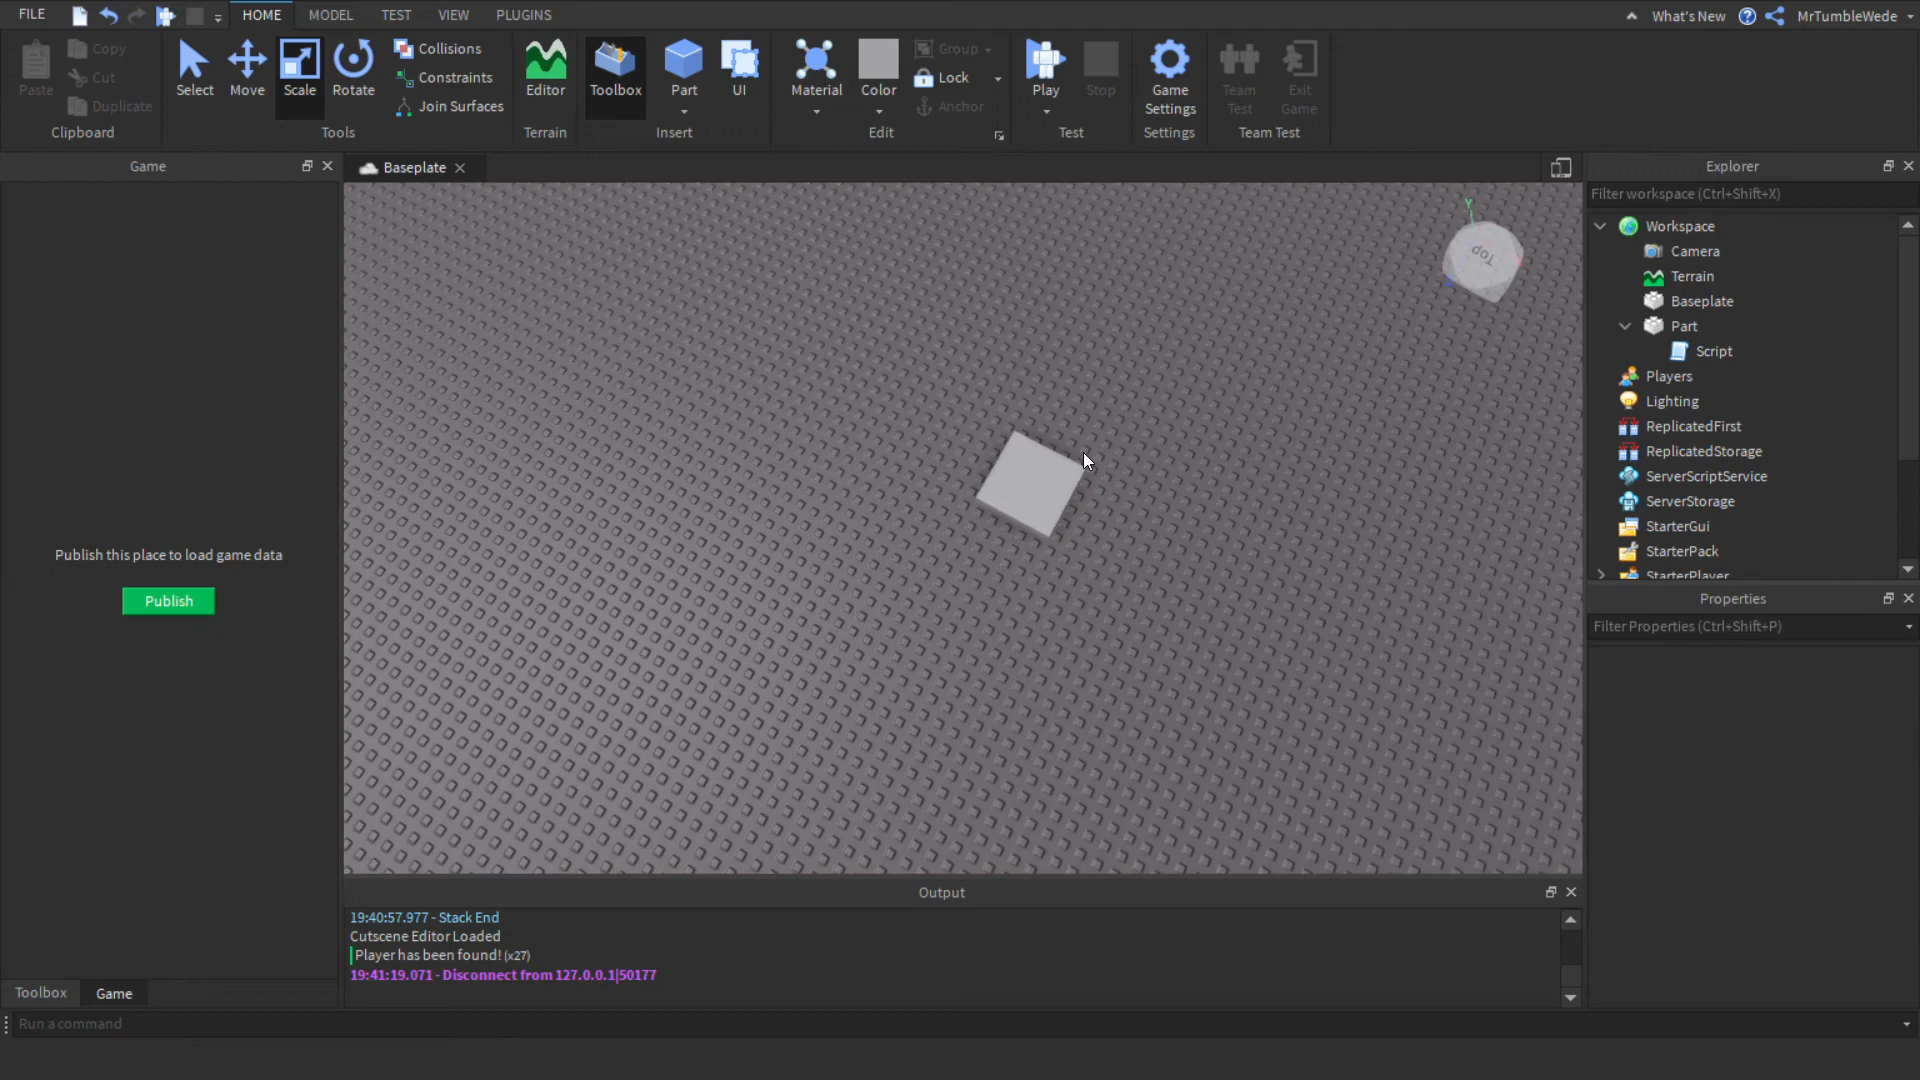 FILE HOME MODEL TEST VIEW PLUGINS What's New MrTumbleWede
Paste Copy Cut Duplicate
Clipboard
Select Move Scale Rotate
Collisions
Constraints
Join Surfaces
Tools
Editor
Terrain
Toolbox Part UI
Insert
Material Color
Group
Lock
Anchor
Edit
Play Stop
Test
Game Settings
Settings
Team Test Exit Game
Team Test
Game
Publish this place to load game data
Publish
Toolbox Game
Baseplate
Y
Top
Output
19:40:57.977 - Stack End
Cutscene Editor Loaded
Player has been found! (x27)
19:41:19.071 - Disconnect from 127.0.0.1|50177
Explorer
Filter workspace (Ctrl+Shift+X)
Workspace
Camera
Terrain
Baseplate
Part
Script
Players
Lighting
ReplicatedFirst
ReplicatedStorage
ServerScriptService
ServerStorage
StarterGui
StarterPack
StarterPlayer
Properties
Filter Properties (Ctrl+Shift+P)
Run a command